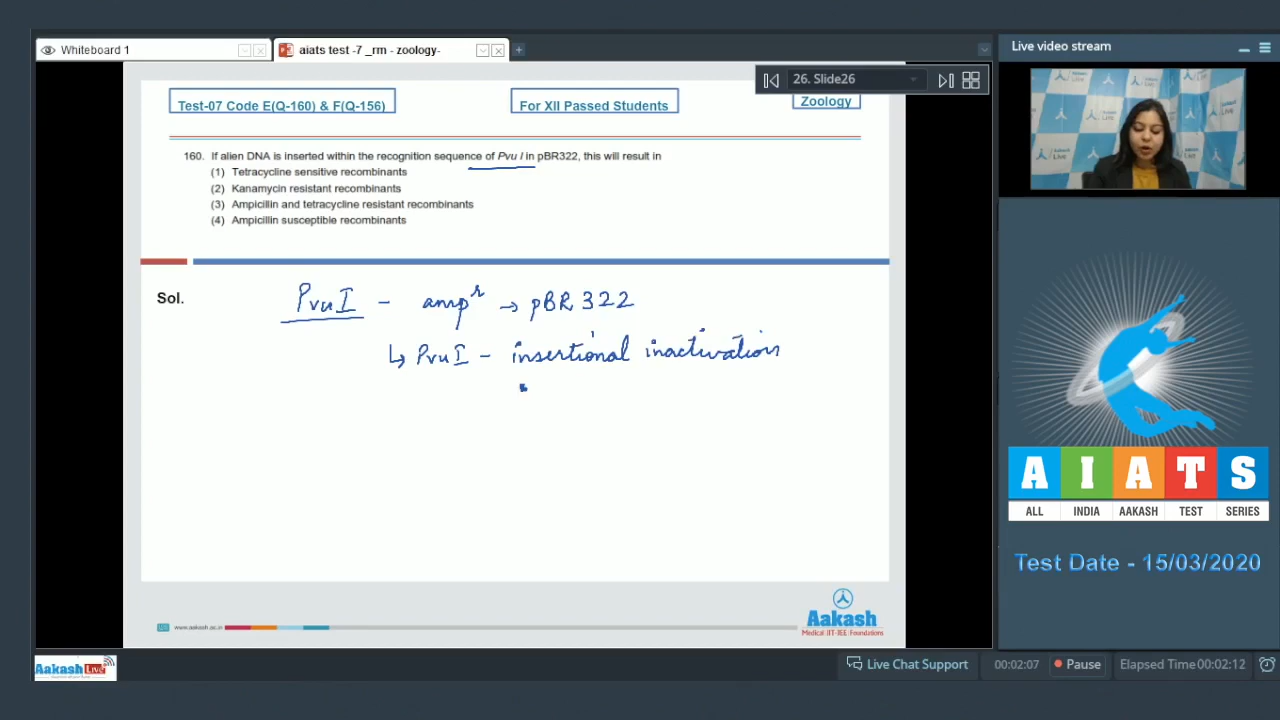 Whiteboard 1
aiats test -7 _rm - zoology-
Live video stream
26. Slide26
Test-07 Code E(Q-160) & F(Q-156)
For XII Passed Students
Zoology
160. If alien DNA is inserted within the recognition sequence of Pvu I in pBR322, this will result in
(1) Tetracycline sensitive recombinants
(2) Kanamycin resistant recombinants
(3) Ampicillin and tetracycline resistant recombinants
(4) Ampicillin susceptible recombinants
Sol.
PvuI - ampʳ → pBR 322
↳ PvuI - insertional inactivation
AIATS
ALL INDIA AAKASH TEST SERIES
Test Date - 15/03/2020
www.aakash.ac.in
Aakash
Medical|IIT-JEE|Foundations
Aakash Live
Live Chat Support
00:02:07
Pause
Elapsed Time 00:02:12